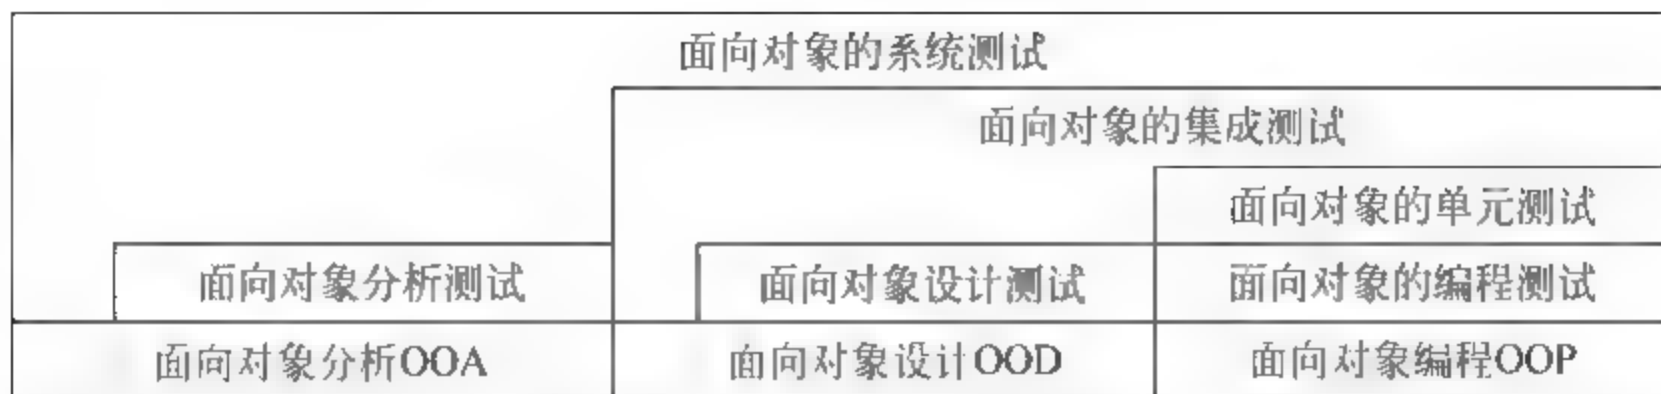 面向对象的系统测试
面向对象的集成测试
面向对象的单元测试
面向对象分析测试
面向对象设计测试
面向对象的编程测试
面向对象分析OOA
面向对象设计OOD
面向对象编程OOP